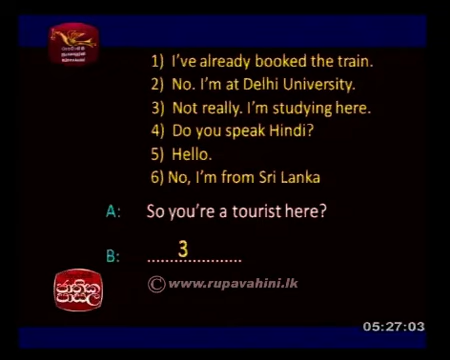 1) I've already booked the train.
2) No. I'm at Delhi University.
3) Not really. I'm studying here.
4) Do you speak Hindi?
5) Hello.
6) No, I'm from Sri Lanka
A: So you're a tourist here?
B: ......3..............
ජාතික
පාසල
© www.rupavahini.lk
05:27:03